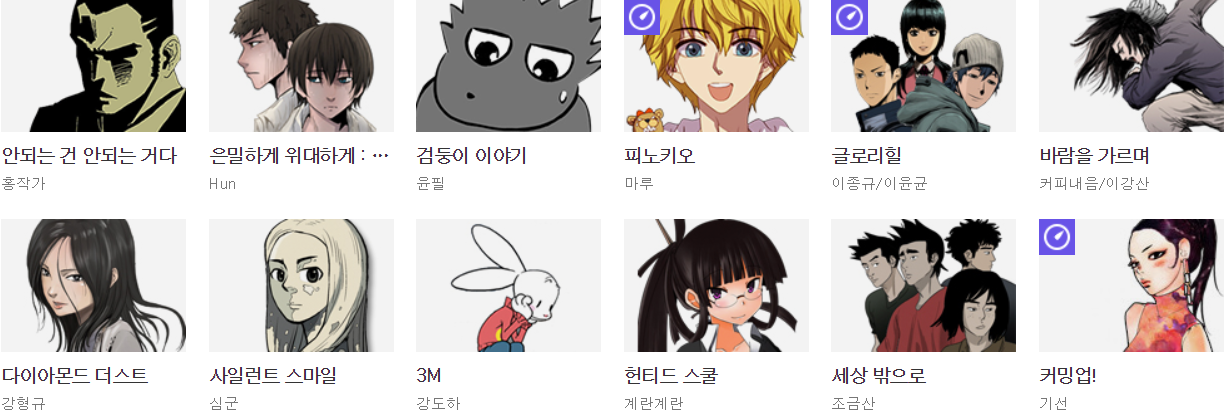 안되는 건 안되는 거다
은밀하게 위대하게 : …
검둥이 이야기
피노키오
글로리힐
바람을 가르며
홍작가
Hun
윤필
마루
이종규/이윤균
커피내음/이강산
다이아몬드 더스트
사일런트 스마일
3M
헌티드 스쿨
세상 밖으로
커밍업!
강형규
심군
강도하
계란계란
조금산
기선